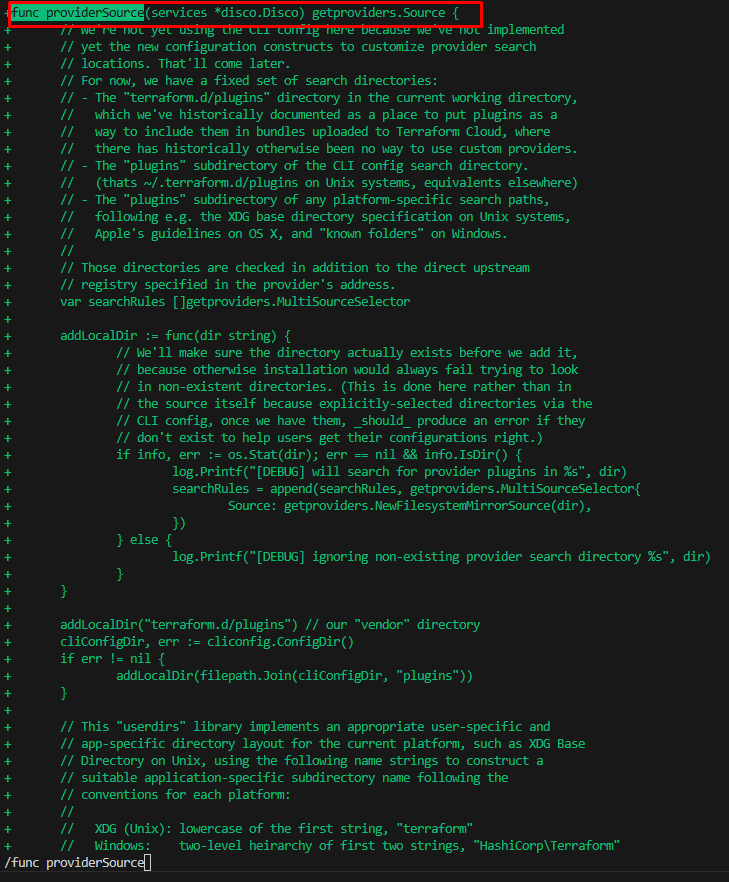 +func providerSource(services *disco.Disco) getproviders.Source {
+       // We're not yet using the CLI config here because we've not implemented
+       // yet the new configuration constructs to customize provider search
+       // locations. That'll come later.
+       // For now, we have a fixed set of search directories:
+       // - The "terraform.d/plugins" directory in the current working directory,
+       //   which we've historically documented as a place to put plugins as a
+       //   way to include them in bundles uploaded to Terraform Cloud, where
+       //   there has historically otherwise been no way to use custom providers.
+       // - The "plugins" subdirectory of the CLI config search directory.
+       //   (thats ~/.terraform.d/plugins on Unix systems, equivalents elsewhere)
+       // - The "plugins" subdirectory of any platform-specific search paths,
+       //   following e.g. the XDG base directory specification on Unix systems,
+       //   Apple's guidelines on OS X, and "known folders" on Windows.
+       //
+       // Those directories are checked in addition to the direct upstream
+       // registry specified in the provider's address.
+       var searchRules []getproviders.MultiSourceSelector
+
+       addLocalDir := func(dir string) {
+               // We'll make sure the directory actually exists before we add it,
+               // because otherwise installation would always fail trying to look
+               // in non-existent directories. (This is done here rather than in
+               // the source itself because explicitly-selected directories via the
+               // CLI config, once we have them, _should_ produce an error if they
+               // don't exist to help users get their configurations right.)
+               if info, err := os.Stat(dir); err == nil && info.IsDir() {
+                       log.Printf("[DEBUG] will search for provider plugins in %s", dir)
+                       searchRules = append(searchRules, getproviders.MultiSourceSelector{
+                               Source: getproviders.NewFilesystemMirrorSource(dir),
+                       })
+               } else {
+                       log.Printf("[DEBUG] ignoring non-existing provider search directory %s", dir)
+               }
+       }
+
+       addLocalDir("terraform.d/plugins") // our "vendor" directory
+       cliConfigDir, err := cliconfig.ConfigDir()
+       if err != nil {
+               addLocalDir(filepath.Join(cliConfigDir, "plugins"))
+       }
+
+       // This "userdirs" library implements an appropriate user-specific and
+       // app-specific directory layout for the current platform, such as XDG Base
+       // Directory on Unix, using the following name strings to construct a
+       // suitable application-specific subdirectory name following the
+       // conventions for each platform:
+       //
+       //   XDG (Unix): lowercase of the first string, "terraform"
+       //   Windows:    two-level heirarchy of first two strings, "HashiCorp\Terraform"
/func providerSource